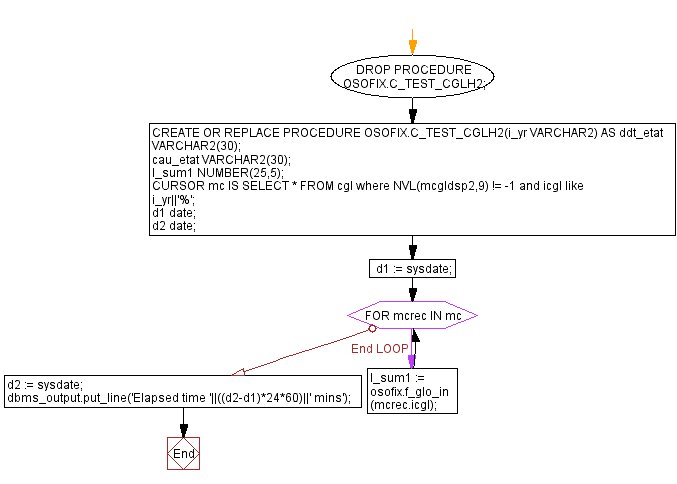 DROP PROCEDURE
OSOFIX.C_TEST_CGLH2;
CREATE OR REPLACE PROCEDURE OSOFIX.C_TEST_CGLH2(i_yr VARCHAR2) AS ddt_etat
VARCHAR2(30);
cau_etat VARCHAR2(30);
l_sum1 NUMBER(25,5);
CURSOR mc IS SELECT * FROM cgl where NVL(mcgldsp2,9) != -1 and icgl like
i_yr||'%';
d1 date;
d2 date;
d1 := sysdate;
FOR mcrec IN mc
End LOOP
l_sum1 :=
osofix.f_glo_in
(mcrec.icgl);
d2 := sysdate;
dbms_output.put_line('Elapsed time '||((d2-d1)*24*60)||' mins');
End